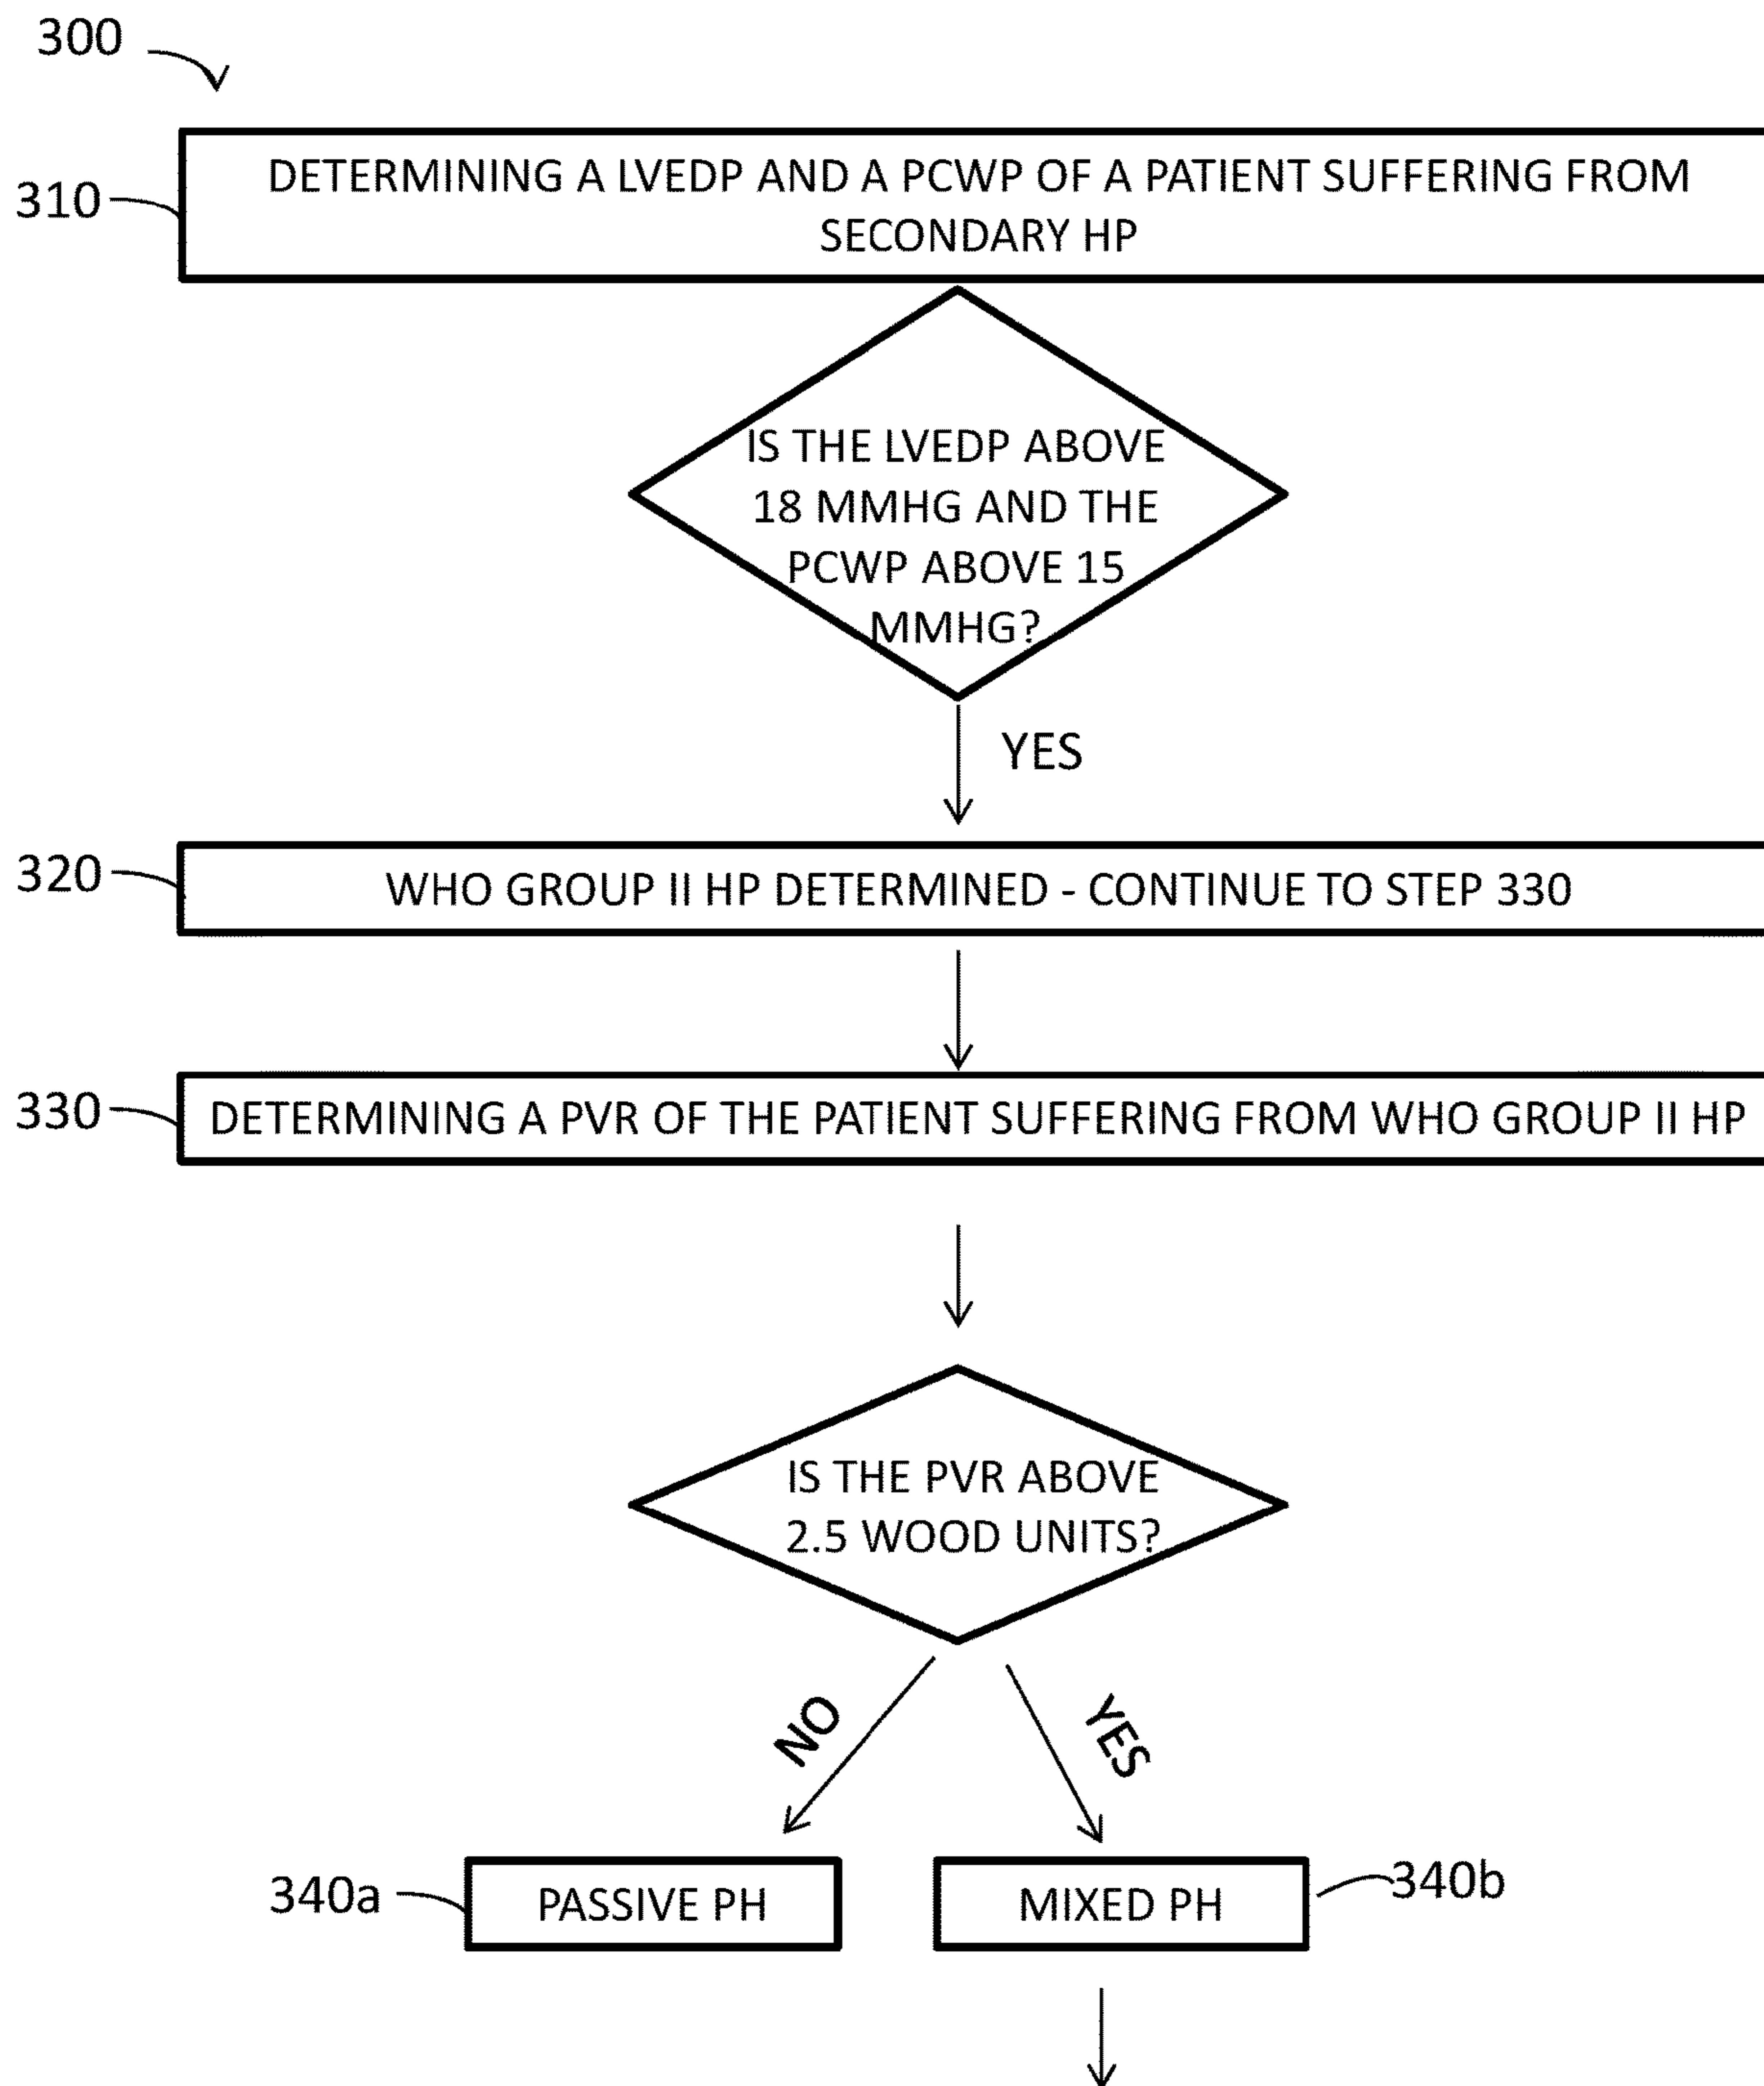 300
310
DETERMINING A LVEDP AND A PCWP OF A PATIENT SUFFERING FROM
SECONDARY HP
IS THE LVEDP ABOVE
18 MMHG AND THE
PCWP ABOVE 15
MMHG?
YES
320
WHO GROUP II HP DETERMINED - CONTINUE TO STEP 330
330
DETERMINING A PVR OF THE PATIENT SUFFERING FROM WHO GROUP II HP
IS THE PVR ABOVE
2.5 WOOD UNITS?
NO
YES
340a
PASSIVE PH
MIXED PH
340b